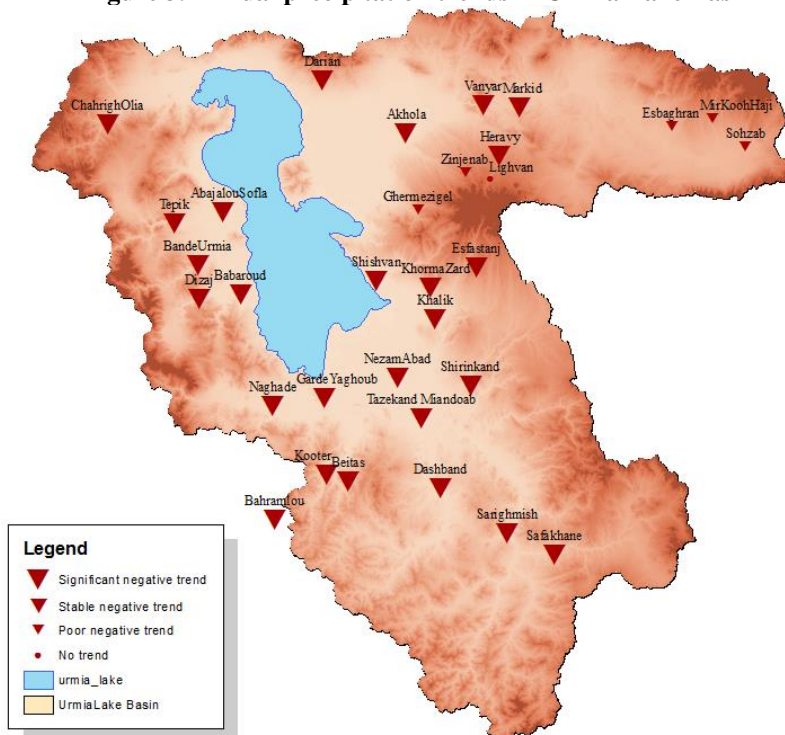 Darian
Vanyar
Markid
ChahrighOlia
Akhola
Esbaghran
MirKoohHaji
Sohzab
Heravy
Zinjenab
Lighvan
AbajalouSofla
Tepik
Ghermezigel
BandeUrmia
Dizaj
Babaroud
Shishvan
KhormaZard
Esfastanj
Khalik
NezamAbad
Shirinkand
Naghade
GardeYaghoub
Tazekand Miandoab
Kooter
Beitas
Dashband
Bahramlou
Sarighmish
Safakhane
Legend
Significant negative trend
Stable negative trend
Poor negative trend
No trend
urmia_lake
UrmiaLake Basin